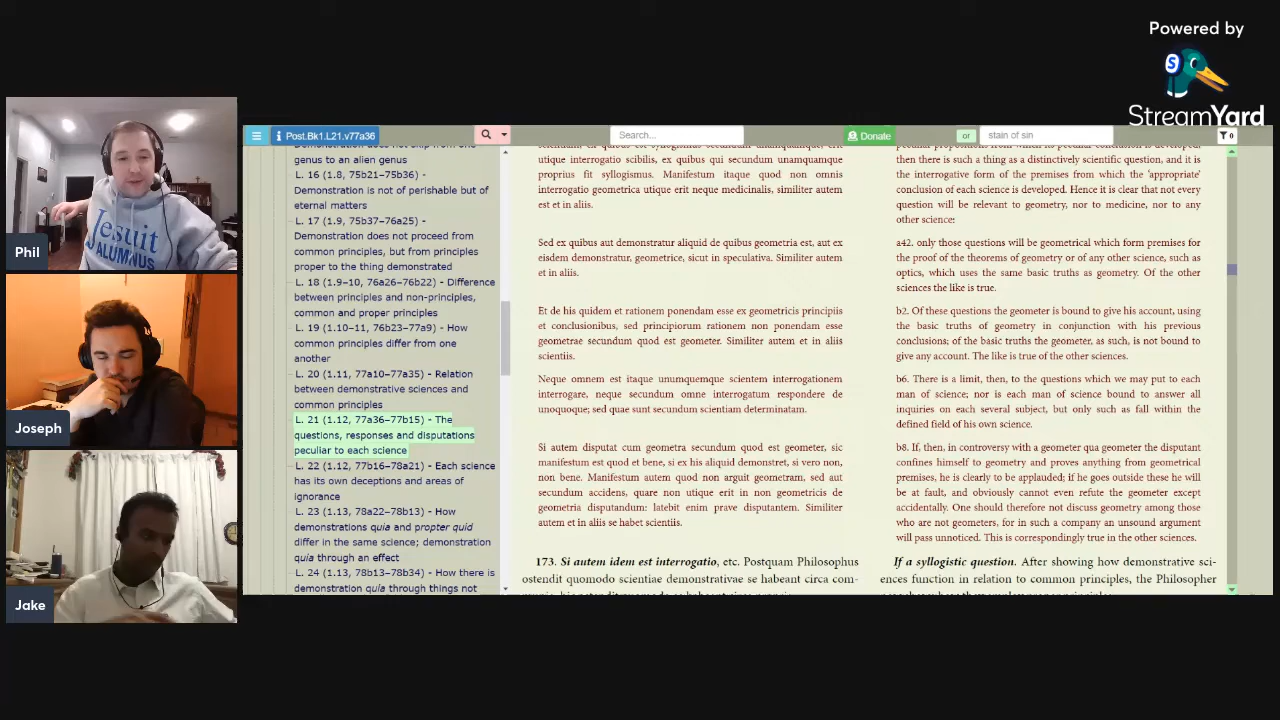 Powered by
StreamYard
Phil
Jesuit
ALUMNUS
Joseph
Jake
Post.Bk1.L21.v77a36
Search...
Donate
or
stain of sin
0
genus to an alien genus
L. 16 (1.8, 75b21–75b36) -
Demonstration is not of perishable but of
eternal matters
L. 17 (1.9, 75b37–76a25) -
Demonstration does not proceed from
common principles, but from principles
proper to the thing demonstrated
L. 18 (1.9–10, 76a26–76b22) - Difference
between principles and non-principles,
common and proper principles
L. 19 (1.10–11, 76b23–77a9) - How
common principles differ from one
another
L. 20 (1.11, 77a10–77a35) - Relation
between demonstrative sciences and
common principles
L. 21 (1.12, 77a36–77b15) - The
questions, responses and disputations
peculiar to each science
L. 22 (1.12, 77b16–78a21) - Each science
has its own deceptions and areas of
ignorance
L. 23 (1.13, 78a22–78b13) - How
demonstrations quia and propter quid
differ in the same science; demonstration
quia through an effect
L. 24 (1.13, 78b13–78b34) - How there is
demonstration quia through things not
utique interrogatio scibilis, ex quibus qui secundum unamquamque
proprius fit syllogismus. Manifestum itaque quod non omnis
interrogatio geometrica utique erit neque medicinalis, similiter autem
est et in aliis.
Sed ex quibus aut demonstratur aliquid de quibus geometria est, aut ex
eisdem demonstratur, geometrice, sicut in speculativa. Similiter autem
et in aliis.
Et de his quidem et rationem ponendam esse ex geometricis principiis
et conclusionibus, sed principiorum rationem non ponendam esse
geometrae secundum quod est geometer. Similiter autem et in aliis
scientiis.
Neque omnem est itaque unumquemque scientem interrogationem
interrogare, neque secundum omne interrogatum respondere de
unoquoque; sed quae sunt secundum scientiam determinatam.
Si autem disputat cum geometra secundum quod est geometer, sic
manifestum est quod et bene, si ex his aliquid demonstret, si vero non,
non bene. Manifestum autem quod non arguit geometram, sed aut
secundum accidens, quare non utique erit in non geometricis de
geometria disputandum: latebit enim prave disputantem. Similiter
autem et in aliis se habet scientiis.
173. Si autem idem est interrogatio, etc. Postquam Philosophus
ostendit quomodo scientiae demonstrativae se habeant circa com-
then there is such a thing as a distinctively scientific question, and it is
the interrogative form of the premises from which the 'appropriate'
conclusion of each science is developed. Hence it is clear that not every
question will be relevant to geometry, nor to medicine, nor to any
other science:
a42. only those questions will be geometrical which form premises for
the proof of the theorems of geometry or of any other science, such as
optics, which uses the same basic truths as geometry. Of the other
sciences the like is true.
b2. Of these questions the geometer is bound to give his account, using
the basic truths of geometry in conjunction with his previous
conclusions; of the basic truths the geometer, as such, is not bound to
give any account. The like is true of the other sciences.
b6. There is a limit, then, to the questions which we may put to each
man of science; nor is each man of science bound to answer all
inquiries on each several subject, but only such as fall within the
defined field of his own science.
b8. If, then, in controversy with a geometer qua geometer the disputant
confines himself to geometry and proves anything from geometrical
premises, he is clearly to be applauded; if he goes outside these he will
be at fault, and obviously cannot even refute the geometer except
accidentally. One should therefore not discuss geometry among those
who are not geometers, for in such a company an unsound argument
will pass unnoticed. This is correspondingly true in the other sciences.
If a syllogistic question. After showing how demonstrative sci-
ences function in relation to common principles, the Philosopher